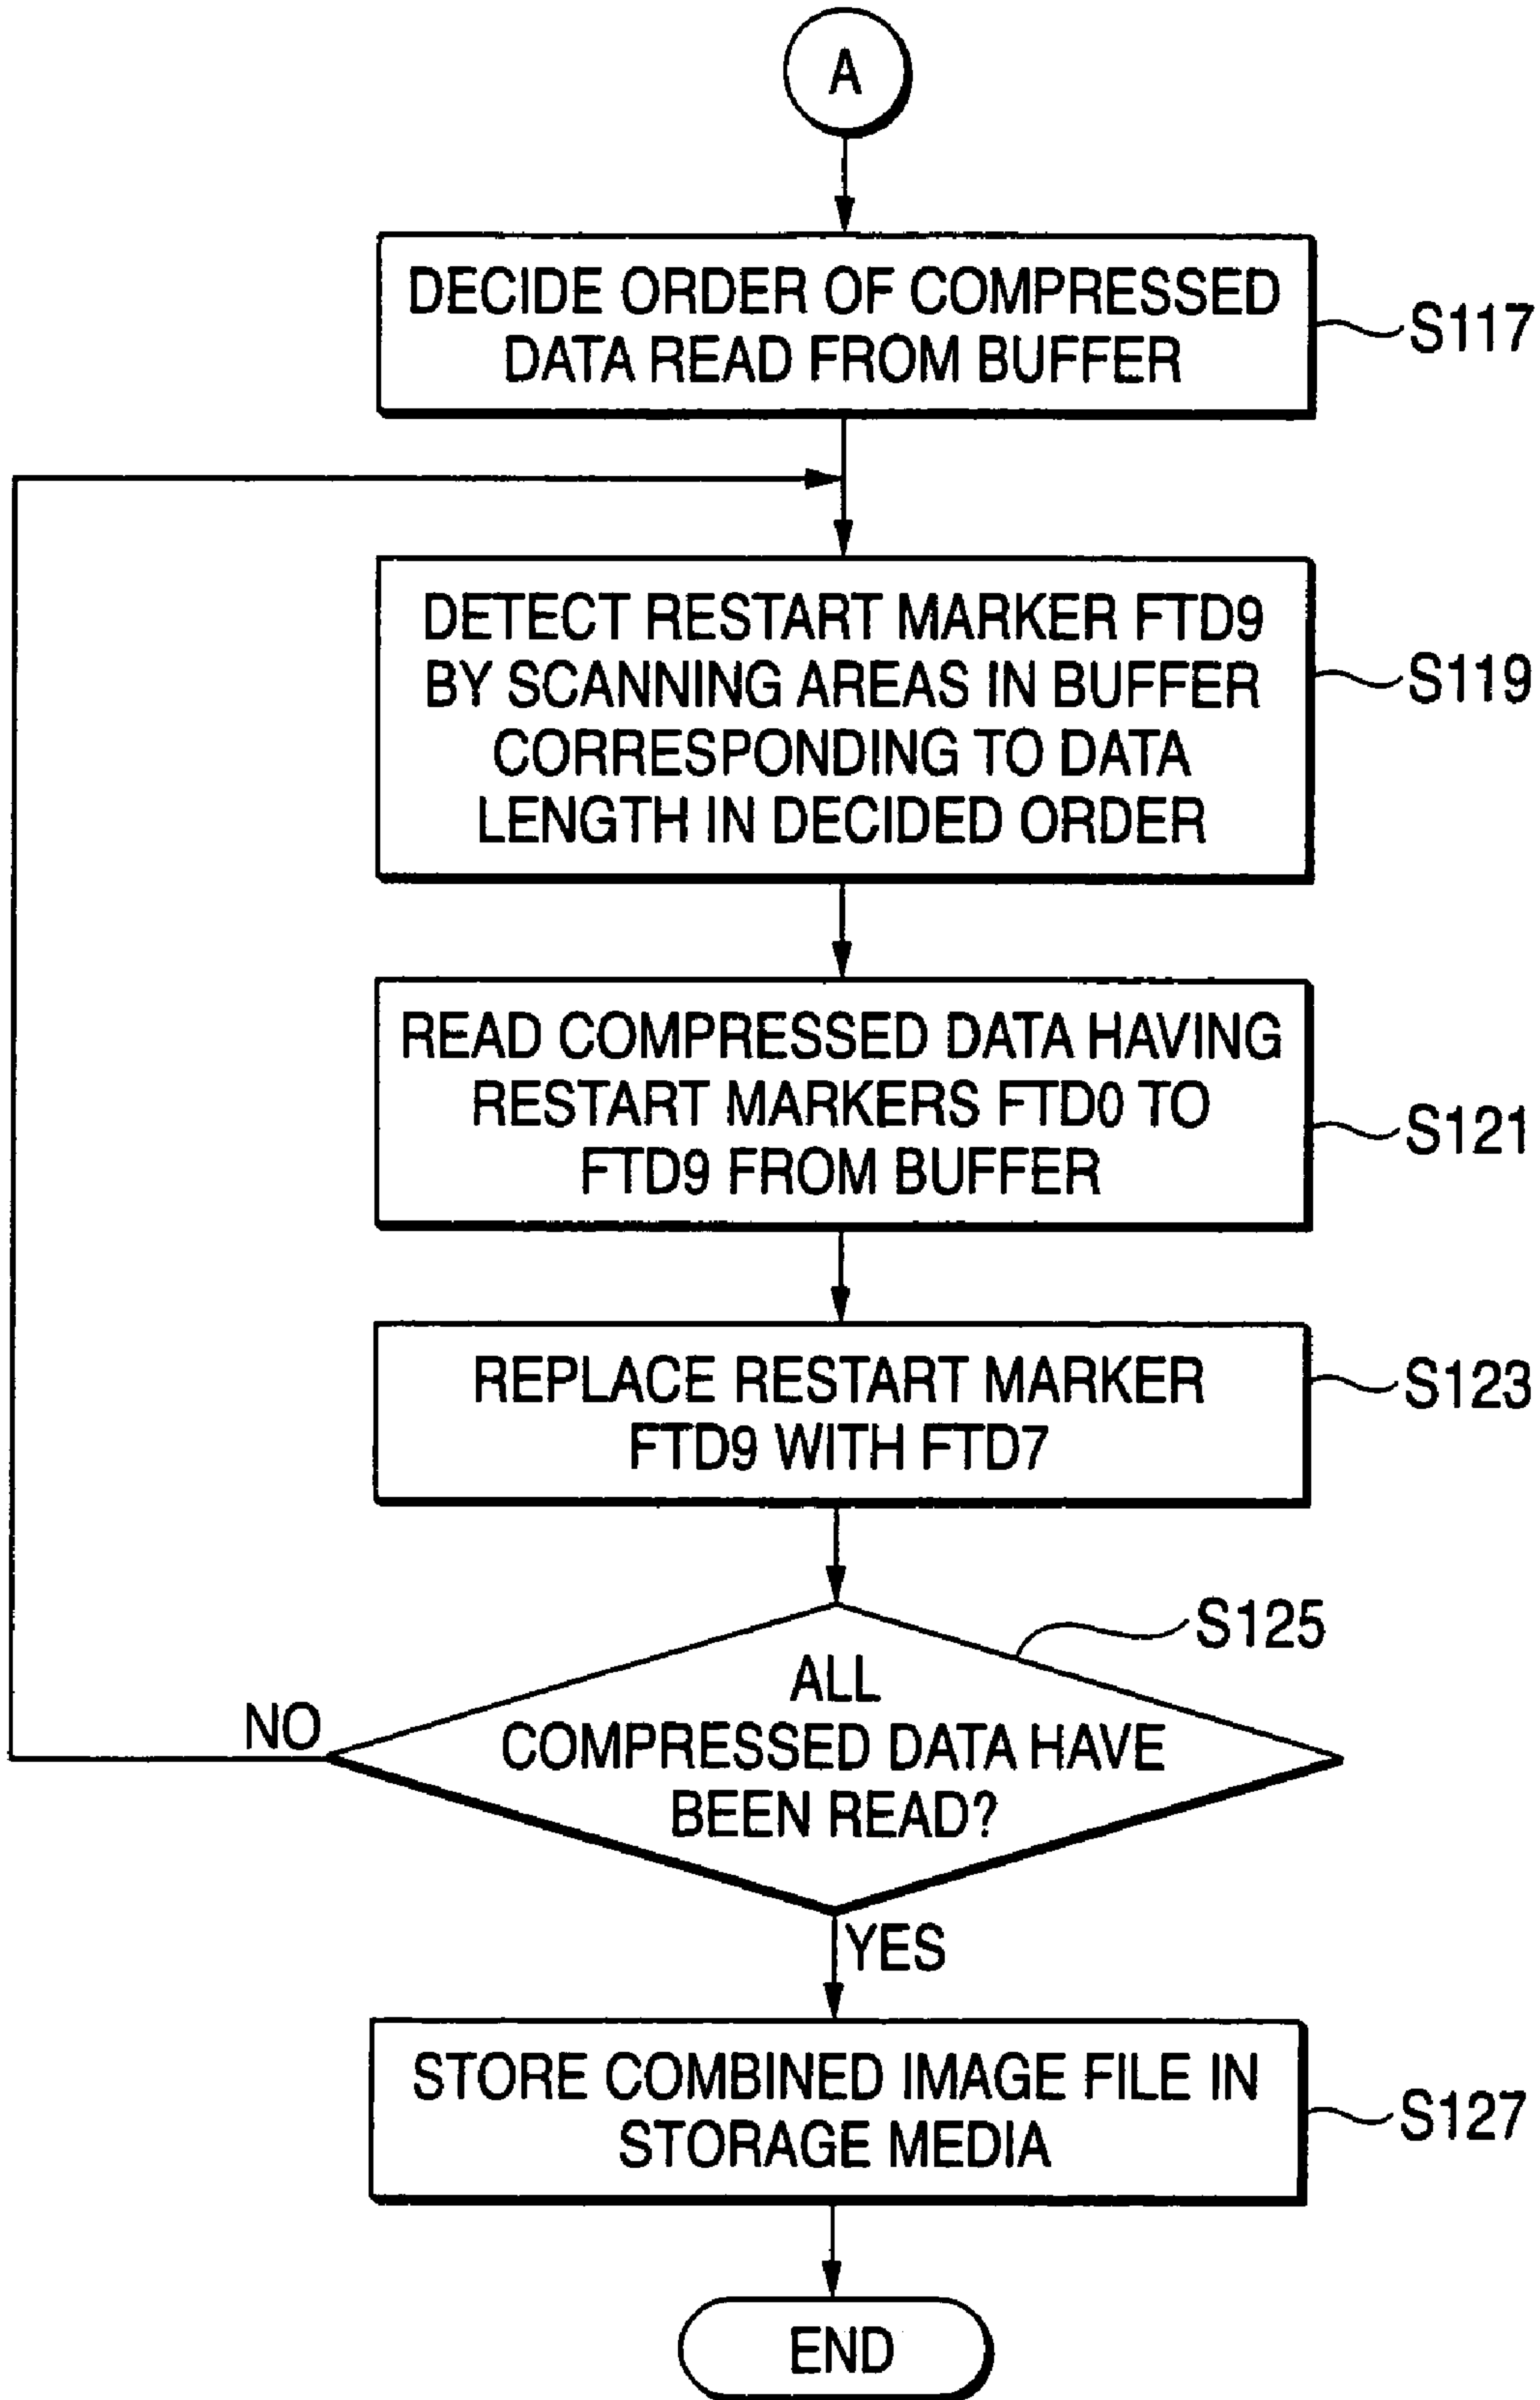 A
DECIDE ORDER OF COMPRESSED
DATA READ FROM BUFFER
S117
DETECT RESTART MARKER FTD9
BY SCANNING AREAS IN BUFFER
CORRESPONDING TO DATA
LENGTH IN DECIDED ORDER
S119
READ COMPRESSED DATA HAVING
RESTART MARKERS FTD0 TO
FTD9 FROM BUFFER
S121
REPLACE RESTART MARKER
FTD9 WITH FTD7
S123
S125
ALL
COMPRESSED DATA HAVE
BEEN READ?
NO
YES
STORE COMBINED IMAGE FILE IN
STORAGE MEDIA
S127
END